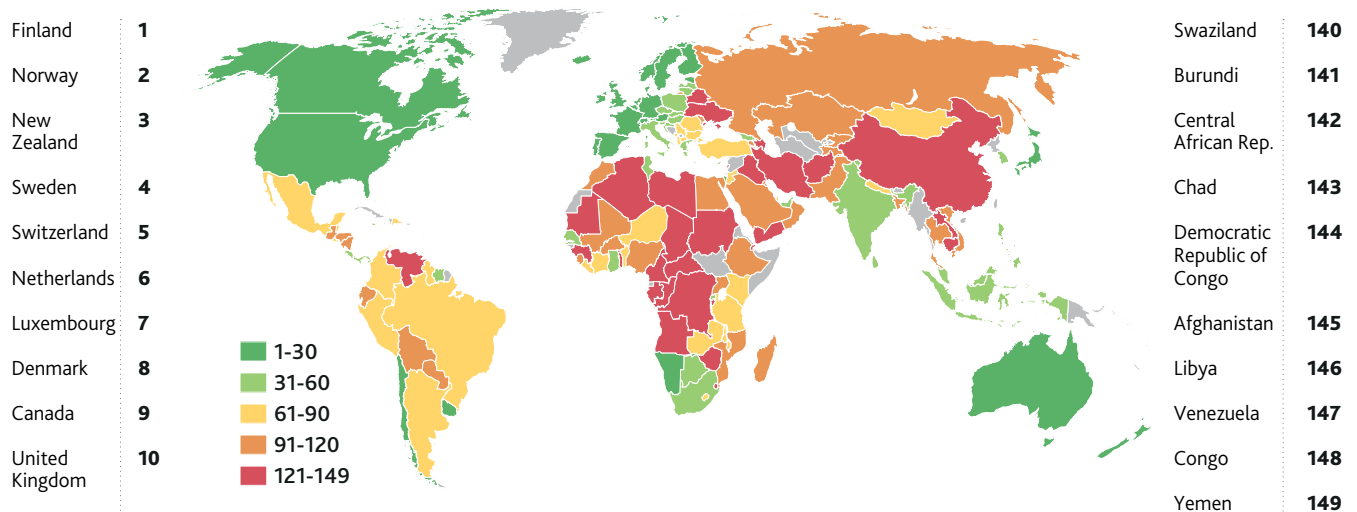 Finland 1
Norway 2
New 3
Zealand
Sweden 4
Switzerland 5
Netherlands 6
Luxembourg 7
Denmark 8
Canada 9
United 10
Kingdom
1-30
31-60
61-90
91-120
121-149
Swaziland 140
Burundi 141
Central 142
African Rep.
Chad 143
Democratic 144
Republic of
Congo
Afghanistan 145
Libya 146
Venezuela 147
Congo 148
Yemen 149